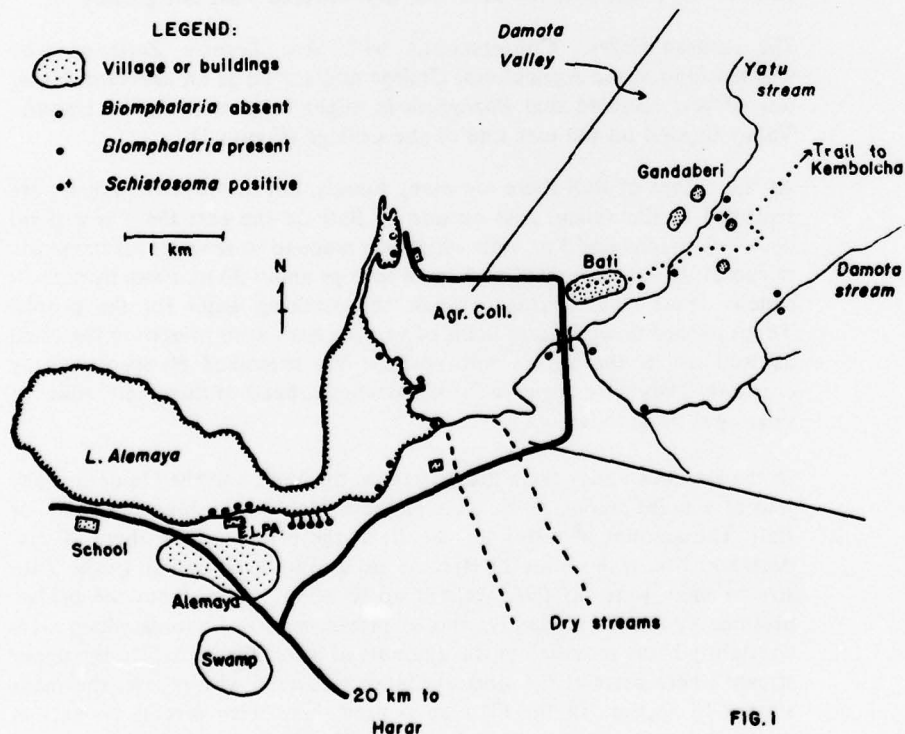 LEGEND:
Village or buildings
Biomphalaria absent
Biomphalaria present
Schistosoma positive
1 km
N
Damota
Valley
Yatu
stream
Gandaberi
Trail to
Kembolcha
Bati
Damota
stream
Agr. Coll.
L. Alemaya
E.L.P.A.
School
Alemaya
Dry streams
Swamp
20 km to
Harar
FIG.1